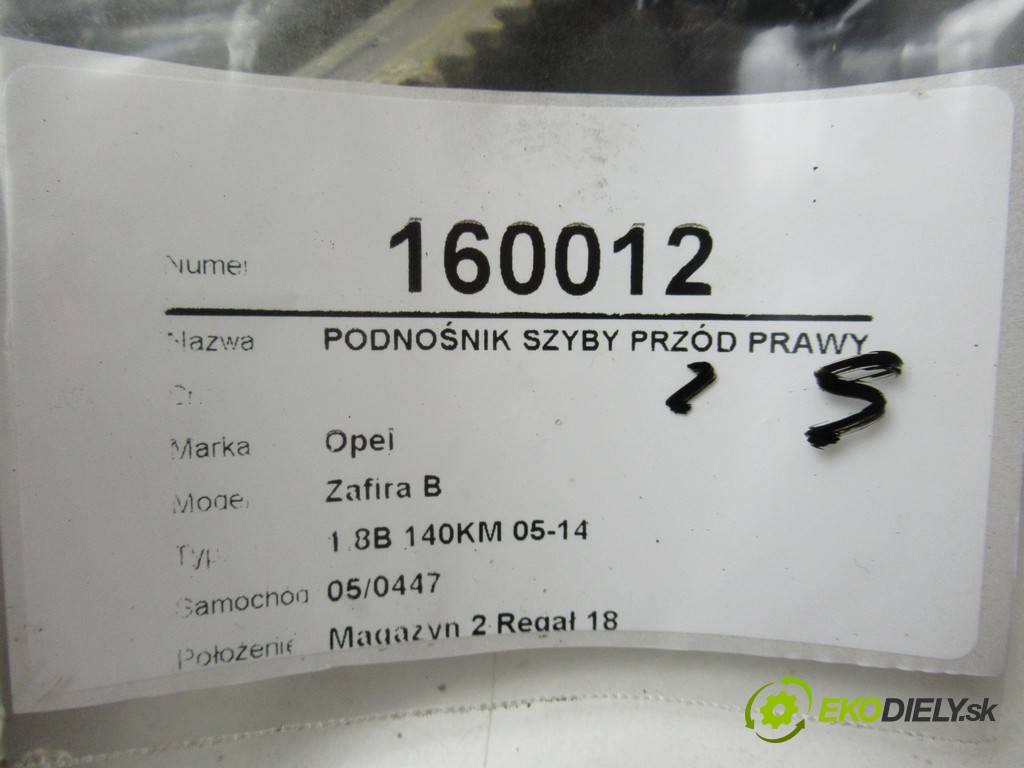 Numer 160012
Nazwa PODNOŚNIK SZYBY PRZÓD PRAWY
2 S
Marka Opel
Model Zafira B
Typ 1.8B 140KM 05-14
Samochód 05/0447
Położenie Magazyn 2 Regał 18
EKODIELY.sk